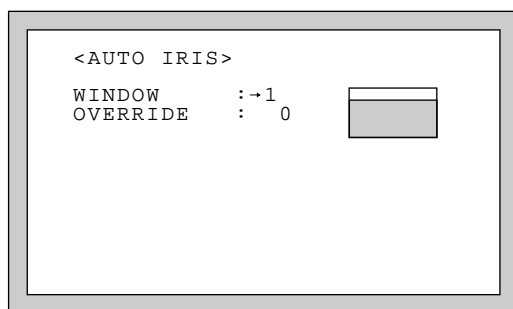 <AUTO IRIS>
WINDOW :→1
OVERRIDE : 0